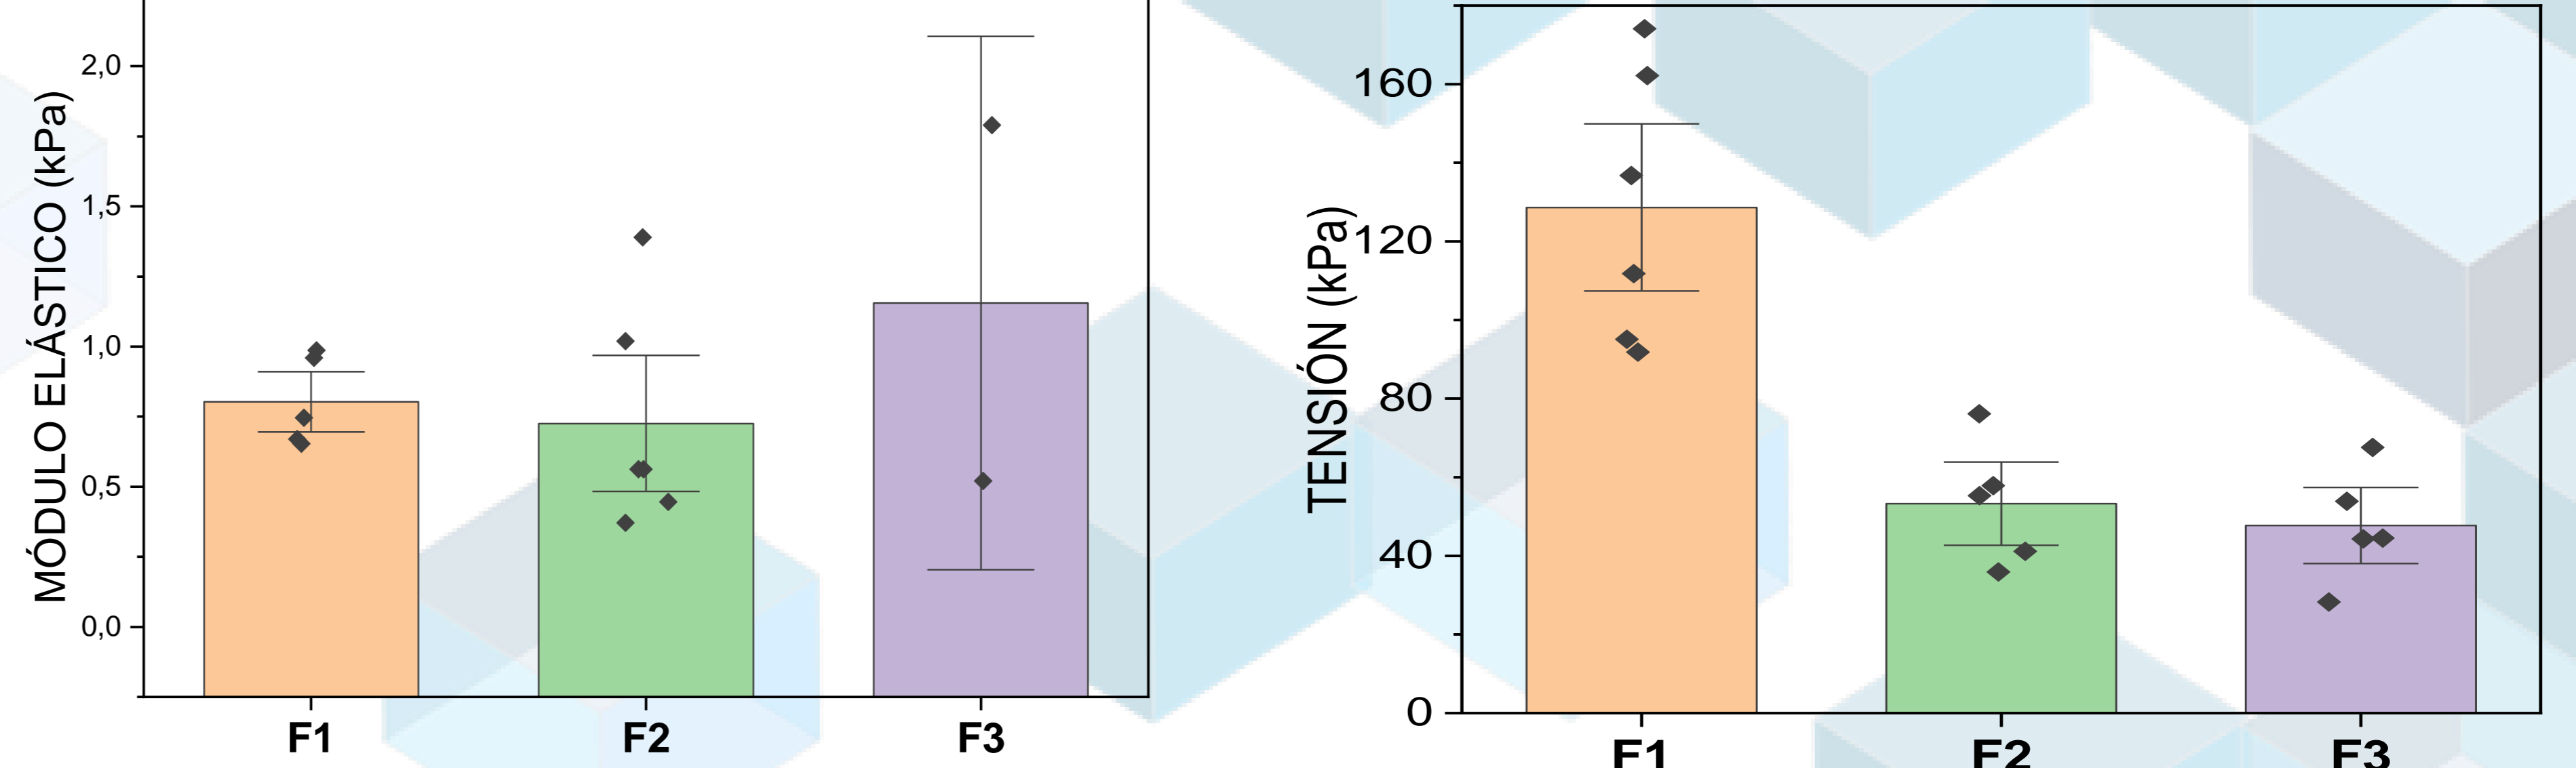 MÓDULO ELÁSTICO (kPa)
2,0
1,5
1,0
0,5
0,0
F1 F2 F3
TENSIÓN (kPa)
160
120
80
40
0
F1 F2 F3